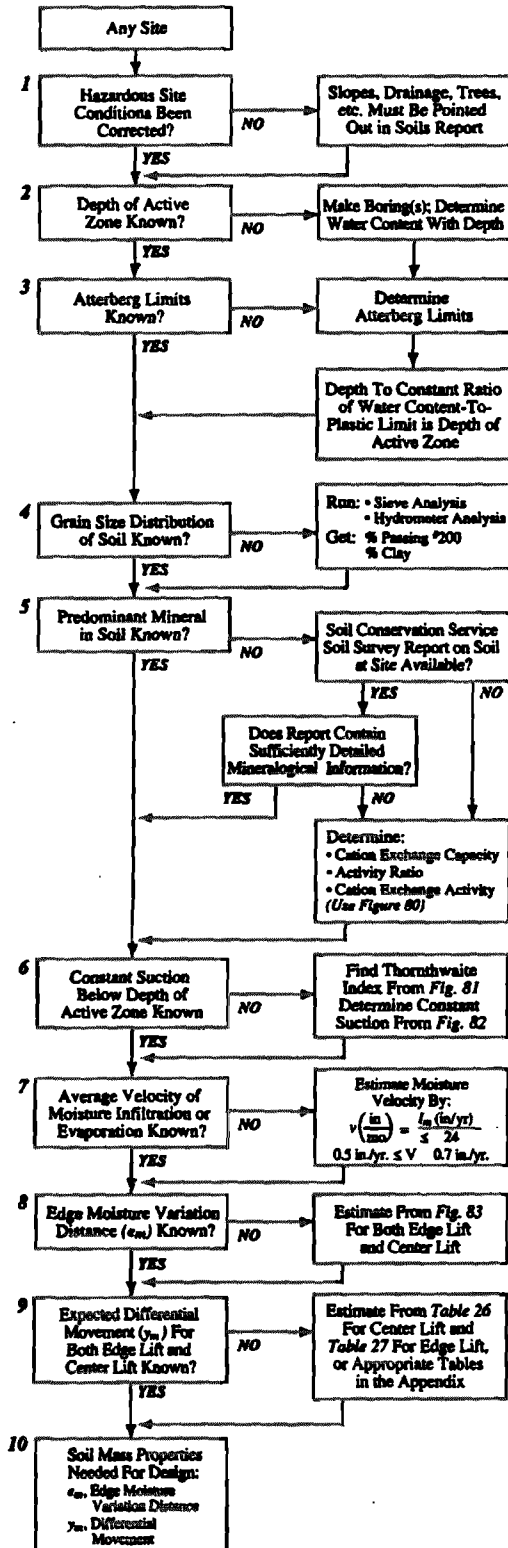 Any Site
1
Hazardous Site
Conditions Been
Corrected?
NO
Slopes, Drainage, Trees,
etc. Must Be Pointed
Out in Soils Report
YES
2
Depth of Active
Zone Known?
NO
Make Boring(s); Determine
Water Content With Depth
YES
3
Atterberg Limits
Known?
NO
Determine
Atterberg Limits
YES
Depth To Constant Ratio
of Water Content-To-
Plastic Limit is Depth of
Active Zone
4
Grain Size Distribution
of Soil Known?
NO
Run: • Sieve Analysis
• Hydrometer Analysis
Get: % Passing #200
% Clay
YES
5
Predominant Mineral
in Soil Known?
NO
Soil Conservation Service
Soil Survey Report on Soil
at Site Available?
YES
YES
NO
Does Report Contain
Sufficiently Detailed
Mineralogical Information?
YES
NO
Determine:
• Cation Exchange Capacity
• Activity Ratio
• Cation Exchange Activity
(Use Figure 80)
6
Constant Suction
Below Depth of
Active Zone Known
NO
Find Thornthwaite
Index From Fig. 81
Determine Constant
Suction From Fig. 82
YES
7
Average Velocity of
Moisture Infiltration or
Evaporation Known?
NO
Estimate Moisture
Velocity By:
v(in/mo) = Im (in/yr) / 24
≤
0.5 in./yr. ≤ V 0.7 in./yr.
YES
8
Edge Moisture Variation
Distance (em) Known?
NO
Estimate From Fig. 83
For Both Edge Lift
and Center Lift
YES
9
Expected Differential
Movement (ym) For
Both Edge Lift and
Center Lift Known?
NO
Estimate From Table 26
For Center Lift and
Table 27 For Edge Lift,
or Appropriate Tables
in the Appendix
YES
10
Soil Mass Properties
Needed For Design:
em, Edge Moisture
Variation Distance
ym, Differential
Movement